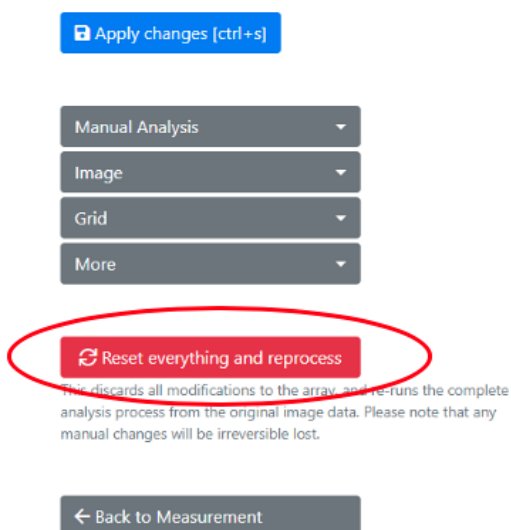 Apply changes [ctrl+s]
Manual Analysis
Image
Grid
More
Reset everything and reprocess
This discards all modifications to the array, and re-runs the complete
analysis process from the original image data. Please note that any
manual changes will be irreversible lost.
Back to Measurement